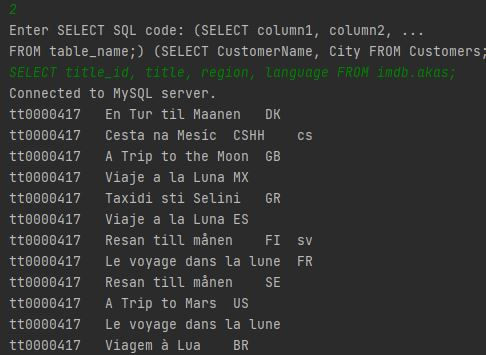 2
Enter SELECT SQL code: (SELECT column1, column2, ...
FROM table_name;) (SELECT CustomerName, City FROM Customers;
SELECT title_id, title, region, language FROM imdb.akas;
Connected to MySQL server.
tt0000417 En Tur til Maanen DK
tt0000417 Cesta na Mesíc CSHH cs
tt0000417 A Trip to the Moon GB
tt0000417 Viaje a la Luna MX
tt0000417 Taxidi sti Selini GR
tt0000417 Viaje a la Luna ES
tt0000417 Resan till månen FI sv
tt0000417 Le voyage dans la lune FR
tt0000417 Resan till månen SE
tt0000417 A Trip to Mars US
tt0000417 Le voyage dans la lune
tt0000417 Viagem à Lua BR